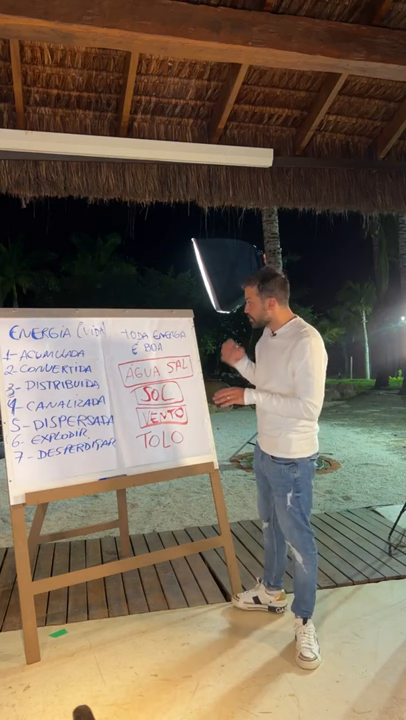 ENERGIA (VIDA)
1- ACUMULADA
2 CONVERTIDA
3- DISTRIBUIDA
4- CANALIZADA
5- DISPERSADA
6- EXPLODIR
7- DESPERDIÇAR
TODA ENERGIA
É BOA
AGUA SAL
SOL
VENTO
TOLO